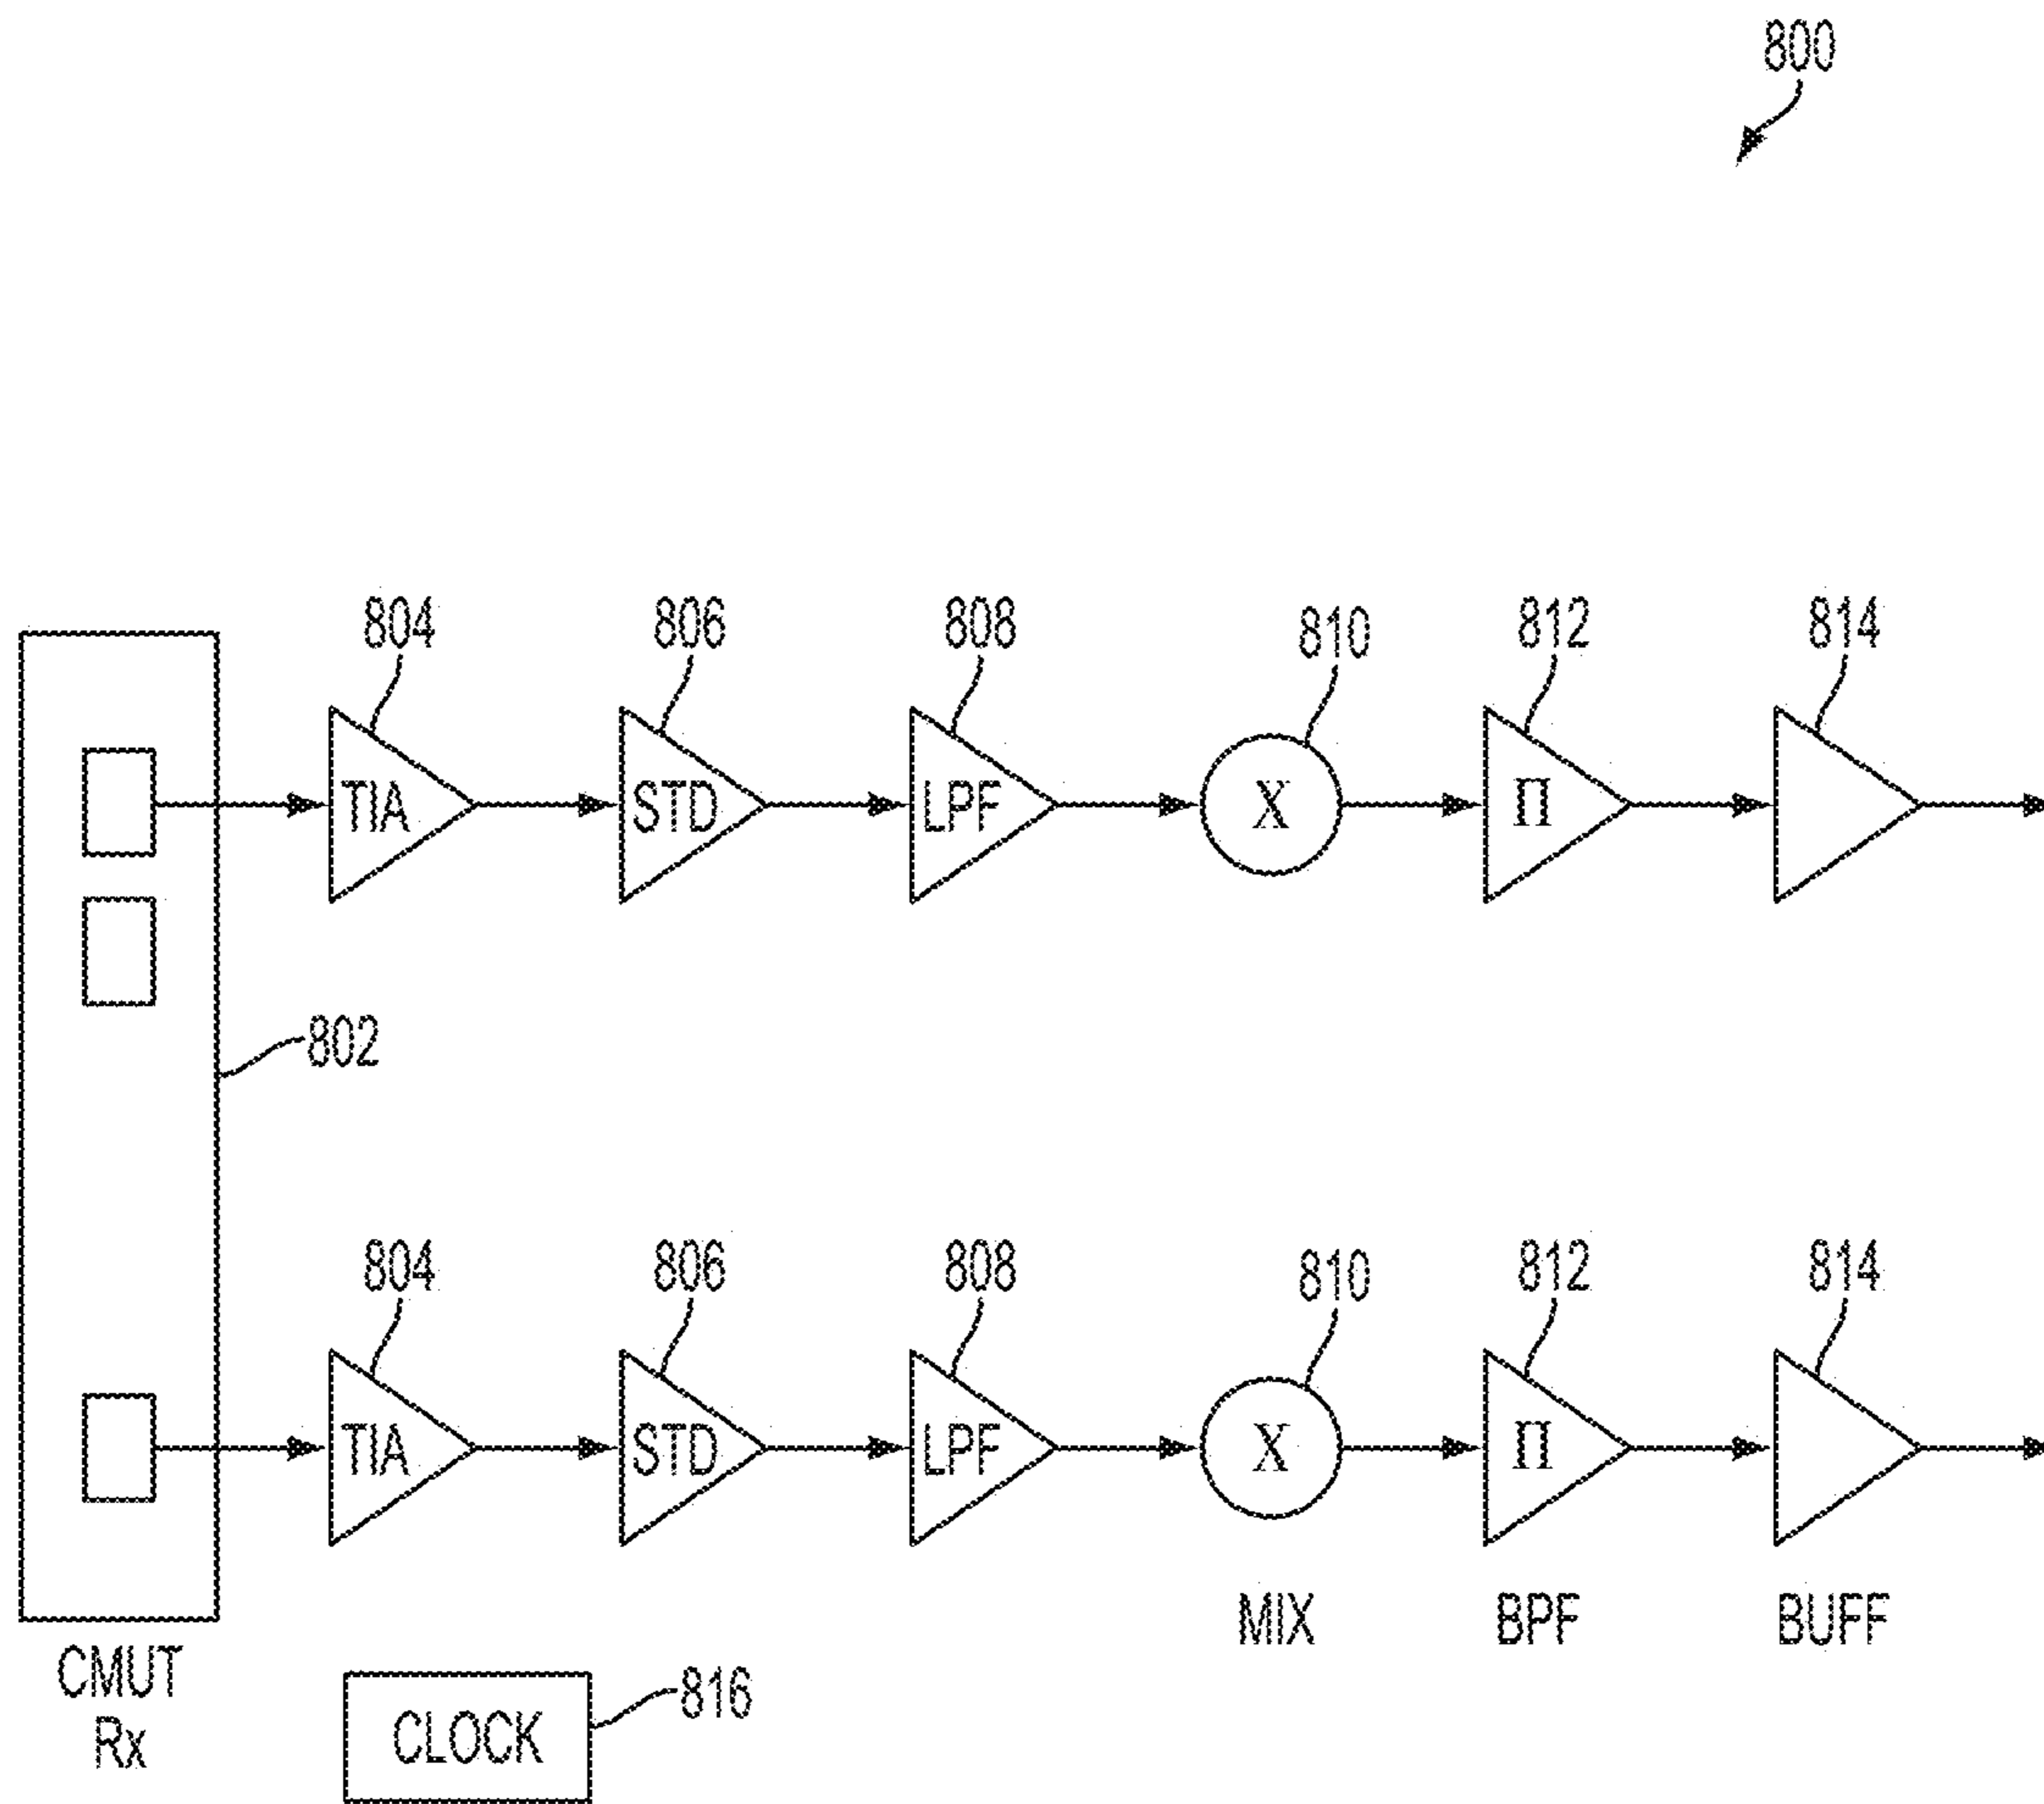 800
804 806 808 810 812 814
TIA STD LPF X Π
802
804 806 808 810 812 814
TIA STD LPF X Π
MIX BPF BUFF
CMUT
Rx
816
CLOCK